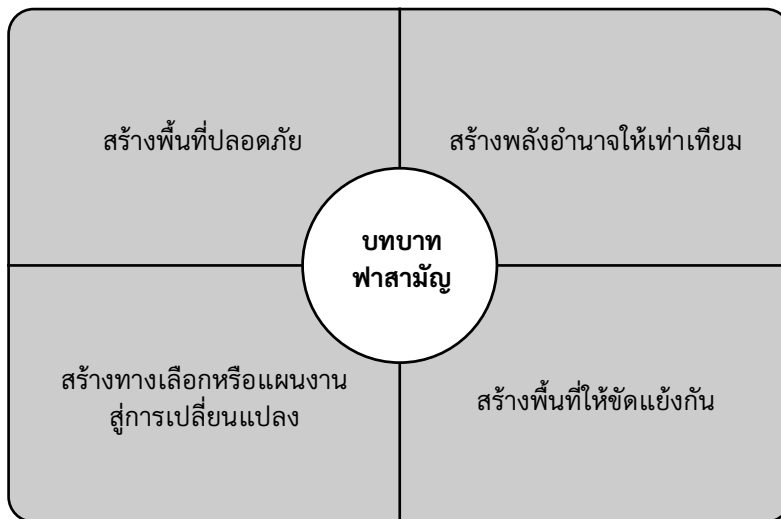 สร้างพื้นที่ปลอดภัย
สร้างพลังอำนาจให้เท่าเทียม
บทบาท
ฟาสามัญ
สร้างทางเลือกหรือแผนงาน
สู่การเปลี่ยนแปลง
สร้างพื้นที่ให้ขัดแย้งกัน